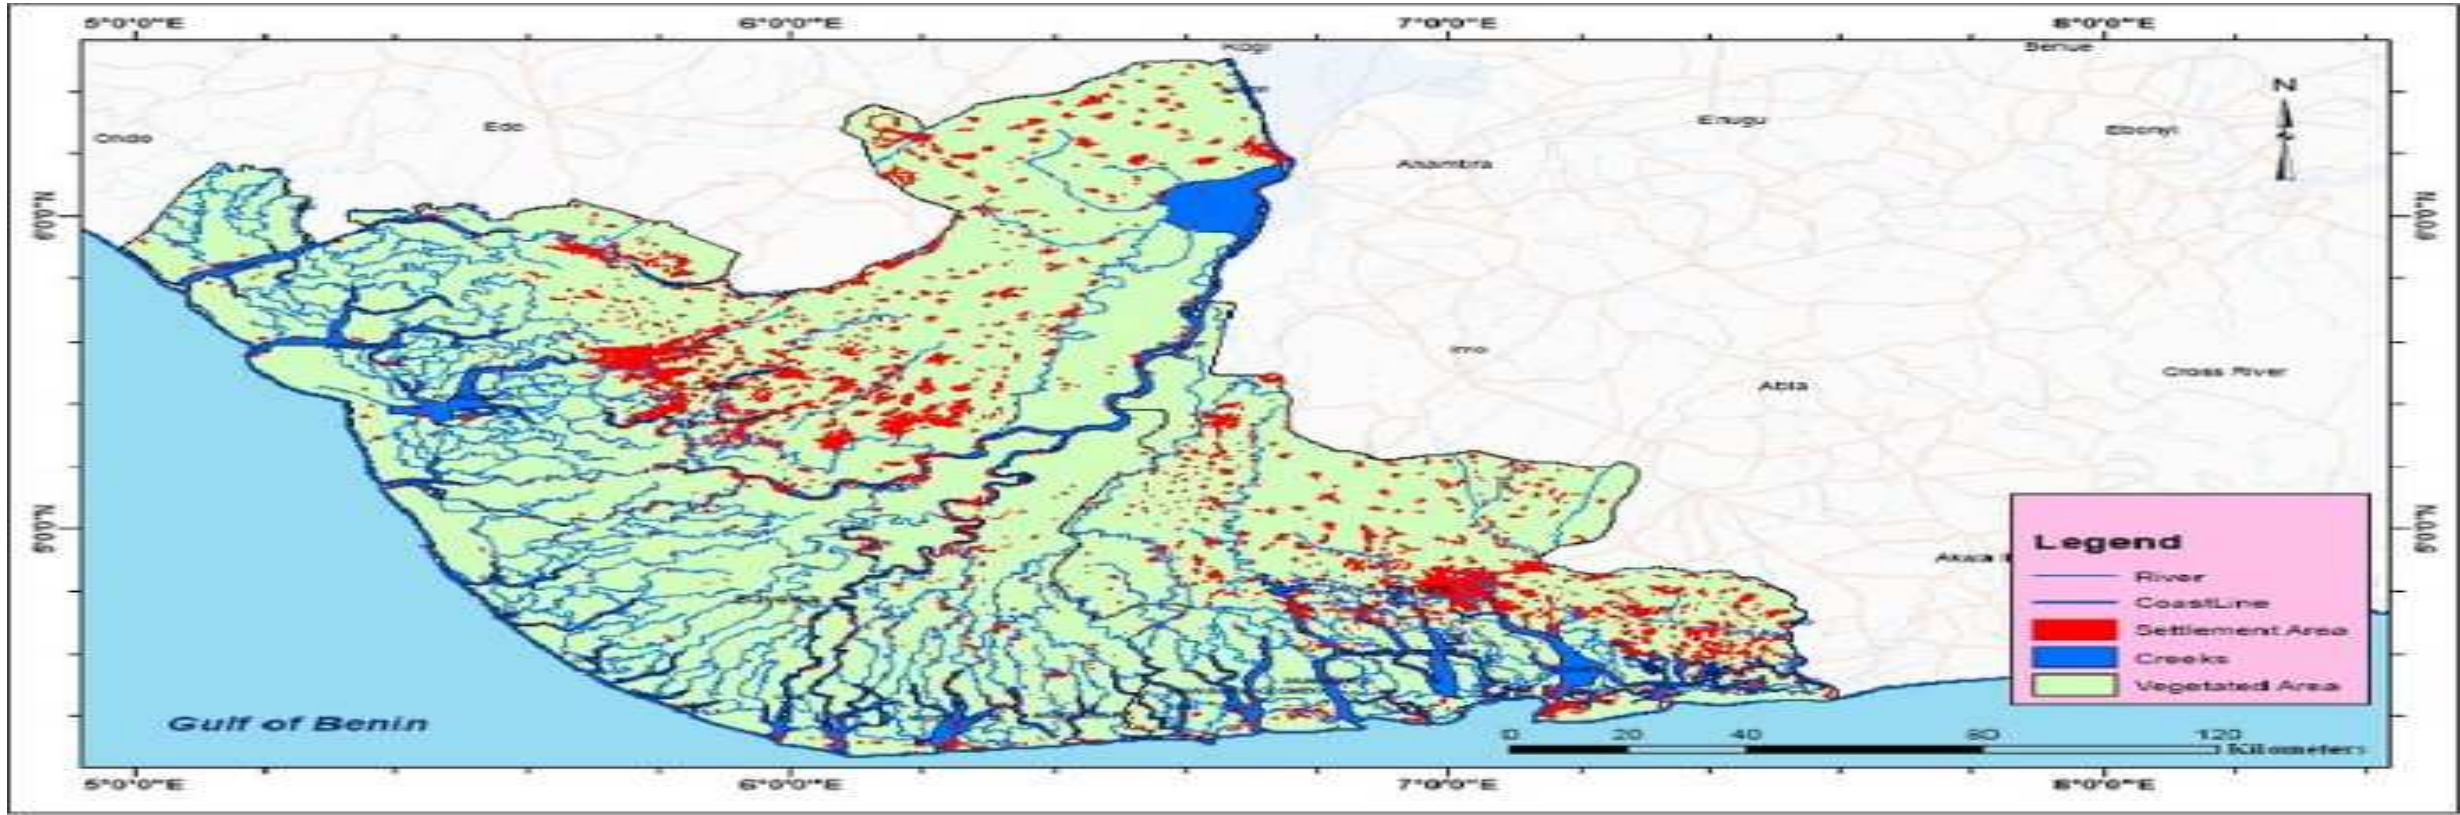 5°0'0"E 6°0'0"E 7°0'0"E 8°0'0"E
Kogi
Benue
N
Enugu
Ondo
Edo
Ebonyi
Anambra
6°0'0"N
6°0'0"N
Imo
Cross River
Abia
5°0'0"N
5°0'0"N
Legend
Akwa I
River
CoastLine
Settlement Area
Creeks
Vegetated Area
Gulf of Benin
0 20 40 80 120
Kilometers
5°0'0"E 6°0'0"E 7°0'0"E 8°0'0"E